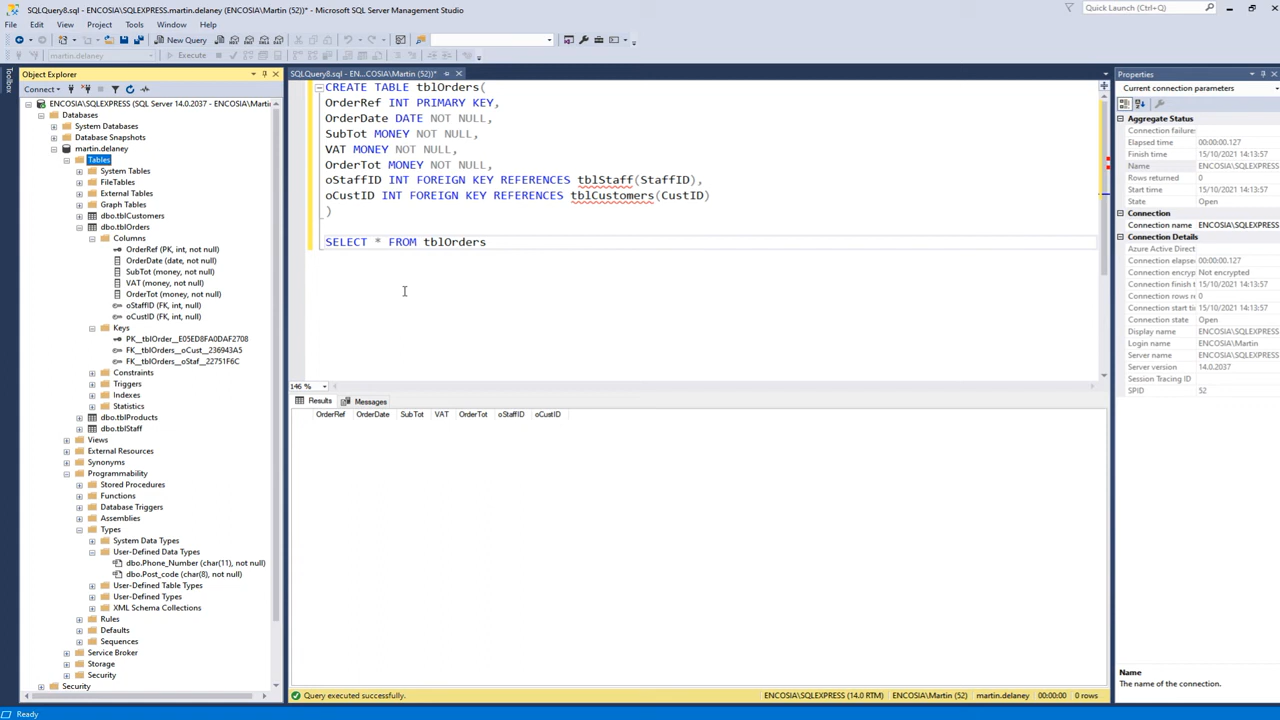 SQLQuery8.sql - ENCOSIA\SQLEXPRESS.martin.delaney (ENCOSIA\Martin (52))* - Microsoft SQL Server Management Studio
Quick Launch (Ctrl+Q)
File Edit View Project Tools Window Help
New Query
martin.delaney
Execute
Toolbox
Object Explorer
Connect
ENCOSIA\SQLEXPRESS (SQL Server 14.0.2037 - ENCOSIA\Martin
Databases
System Databases
Database Snapshots
martin.delaney
Tables
System Tables
FileTables
External Tables
Graph Tables
dbo.tblCustomers
dbo.tblOrders
Columns
OrderRef (PK, int, not null)
OrderDate (date, not null)
SubTot (money, not null)
VAT (money, not null)
OrderTot (money, not null)
oStaffID (FK, int, null)
oCustID (FK, int, null)
Keys
PK__tblOrder__E05ED8FA0DAF2708
FK__tblOrders__oCust__236943A5
FK__tblOrders__oStaf__22751F6C
Constraints
Triggers
Indexes
Statistics
dbo.tblProducts
dbo.tblStaff
Views
External Resources
Synonyms
Programmability
Stored Procedures
Functions
Database Triggers
Assemblies
Types
System Data Types
User-Defined Data Types
dbo.Phone_Number (char(11), not null)
dbo.Post_code (char(8), not null)
User-Defined Table Types
User-Defined Types
XML Schema Collections
Rules
Defaults
Sequences
Service Broker
Storage
Security
Security
SQLQuery8.sql - EN...COSIA\Martin (52))*
CREATE TABLE tblOrders(
OrderRef INT PRIMARY KEY,
OrderDate DATE NOT NULL,
SubTot MONEY NOT NULL,
VAT MONEY NOT NULL,
OrderTot MONEY NOT NULL,
oStaffID INT FOREIGN KEY REFERENCES tblStaff(StaffID),
oCustID INT FOREIGN KEY REFERENCES tblCustomers(CustID)
)
SELECT * FROM tblOrders
146 %
Results Messages
OrderRef OrderDate SubTot VAT OrderTot oStaffID oCustID
Query executed successfully.
ENCOSIA\SQLEXPRESS (14.0 RTM) ENCOSIA\Martin (52) martin.delaney 00:00:00 0 rows
Properties
Current connection parameters
Aggregate Status
Connection failure:
Elapsed time 00:00:00.127
Finish time 15/10/2021 14:13:57
Name ENCOSIA\SQLEXPRESS
Rows returned 0
Start time 15/10/2021 14:13:57
State Open
Connection
Connection name ENCOSIA\SQLEXPRESS
Connection Details
Azure Active Direct
Connection elapse 00:00:00.127
Connection encryp Not encrypted
Connection finish t 15/10/2021 14:13:57
Connection rows re 0
Connection start ti 15/10/2021 14:13:57
Connection state Open
Display name ENCOSIA\SQLEXPRESS
Login name ENCOSIA\Martin
Server name ENCOSIA\SQLEXPRESS
Server version 14.0.2037
Session Tracing ID
SPID 52
Name
The name of the connection.
Ready